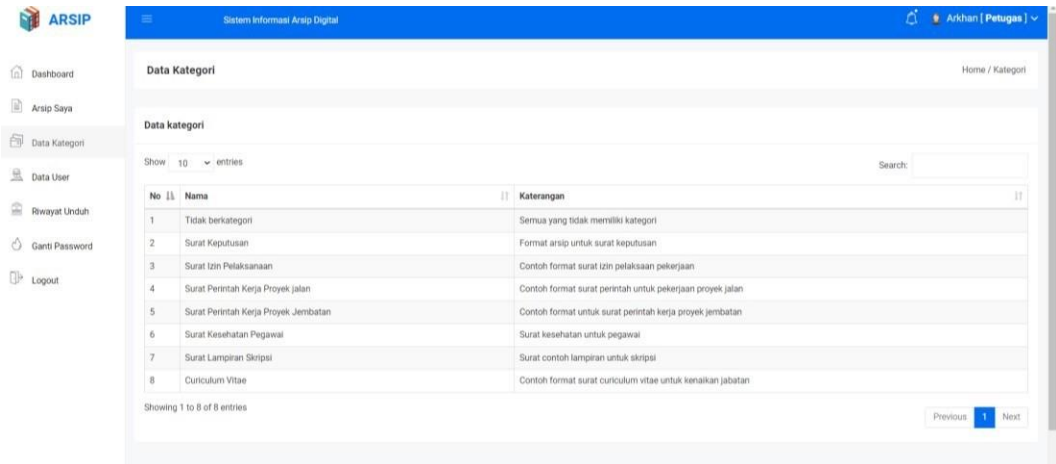 ARSIP
Sistem Informasi Arsip Digital
Arkhan [ Petugas ]
Dashboard
Arsip Saya
Data Kategori
Data User
Riwayat Unduh
Ganti Password
Logout
Data Kategori
Home / Kategori
Data kategori
Show 10 entries
Search:
No Nama Katerangan
1 Tidak berkategori Semua yang tidak memiliki kategori
2 Surat Keputusan Format arsip untuk surat keputusan
3 Surat Izin Pelaksanaan Contoh format surat izin pelaksaan pekerjaan
4 Surat Perintah Kerja Proyek jalan Contoh format surat perintah untuk pekerjaan proyek jalan
5 Surat Perintah Kerja Proyek Jembatan Contoh format untuk surat perintah kerja proyek jembatan
6 Surat Kesehatan Pegawai Surat kesehatan untuk pegawai
7 Surat Lampiran Skripsi Surat contoh lampiran untuk skripsi
8 Curiculum Vitae Contoh format surat curiculum vitae untuk kenaikan jabatan
Showing 1 to 8 of 8 entries
Previous 1 Next